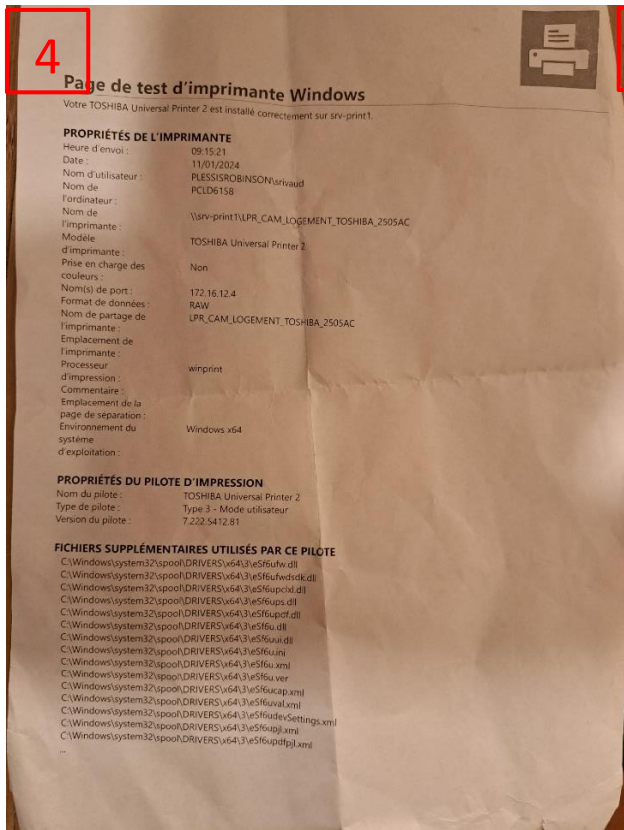 4
Page de test d'imprimante Windows
Votre TOSHIBA Universal Printer 2 est installé correctement sur srv-print1.
PROPRIÉTÉS DE L'IMPRIMANTE
Heure d'envoi : 09:15:21
Date : 11/01/2024
Nom d'utilisateur : PLESSISROBINSON\srivaud
Nom de PCLD6158
l'ordinateur :
Nom de \\srv-print1\LPR_CAM_LOGEMENT_TOSHIBA_2505AC
l'imprimante :
Modèle TOSHIBA Universal Printer 2
d'imprimante :
Prise en charge des Non
couleurs :
Nom(s) de port : 172.16.12.4
Format de données : RAW
Nom de partage de LPR_CAM_LOGEMENT_TOSHIBA_2505AC
l'imprimante :
Emplacement de
l'imprimante :
Processeur winprint
d'impression :
Commentaire :
Emplacement de la
page de séparation :
Environnement du Windows x64
système
d'exploitation :
PROPRIÉTÉS DU PILOTE D'IMPRESSION
Nom du pilote : TOSHIBA Universal Printer 2
Type de pilote : Type 3 - Mode utilisateur
Version du pilote : 7.222.5412.81
FICHIERS SUPPLÉMENTAIRES UTILISÉS PAR CE PILOTE
C:\Windows\system32\spool\DRIVERS\x64\3\eSf6ufw.dll
C:\Windows\system32\spool\DRIVERS\x64\3\eSf6ufwdsdk.dll
C:\Windows\system32\spool\DRIVERS\x64\3\eSf6upclxl.dll
C:\Windows\system32\spool\DRIVERS\x64\3\eSf6ups.dll
C:\Windows\system32\spool\DRIVERS\x64\3\eSf6updf.dll
C:\Windows\system32\spool\DRIVERS\x64\3\eSf6u.dll
C:\Windows\system32\spool\DRIVERS\x64\3\eSf6uui.dll
C:\Windows\system32\spool\DRIVERS\x64\3\eSf6u.ini
C:\Windows\system32\spool\DRIVERS\x64\3\eSf6u.xml
C:\Windows\system32\spool\DRIVERS\x64\3\eSf6u.ver
C:\Windows\system32\spool\DRIVERS\x64\3\eSf6ucap.xml
C:\Windows\system32\spool\DRIVERS\x64\3\eSf6uval.xml
C:\Windows\system32\spool\DRIVERS\x64\3\eSf6udevSettings.xml
C:\Windows\system32\spool\DRIVERS\x64\3\eSf6upjl.xml
C:\Windows\system32\spool\DRIVERS\x64\3\eSf6updfpjl.xml
...